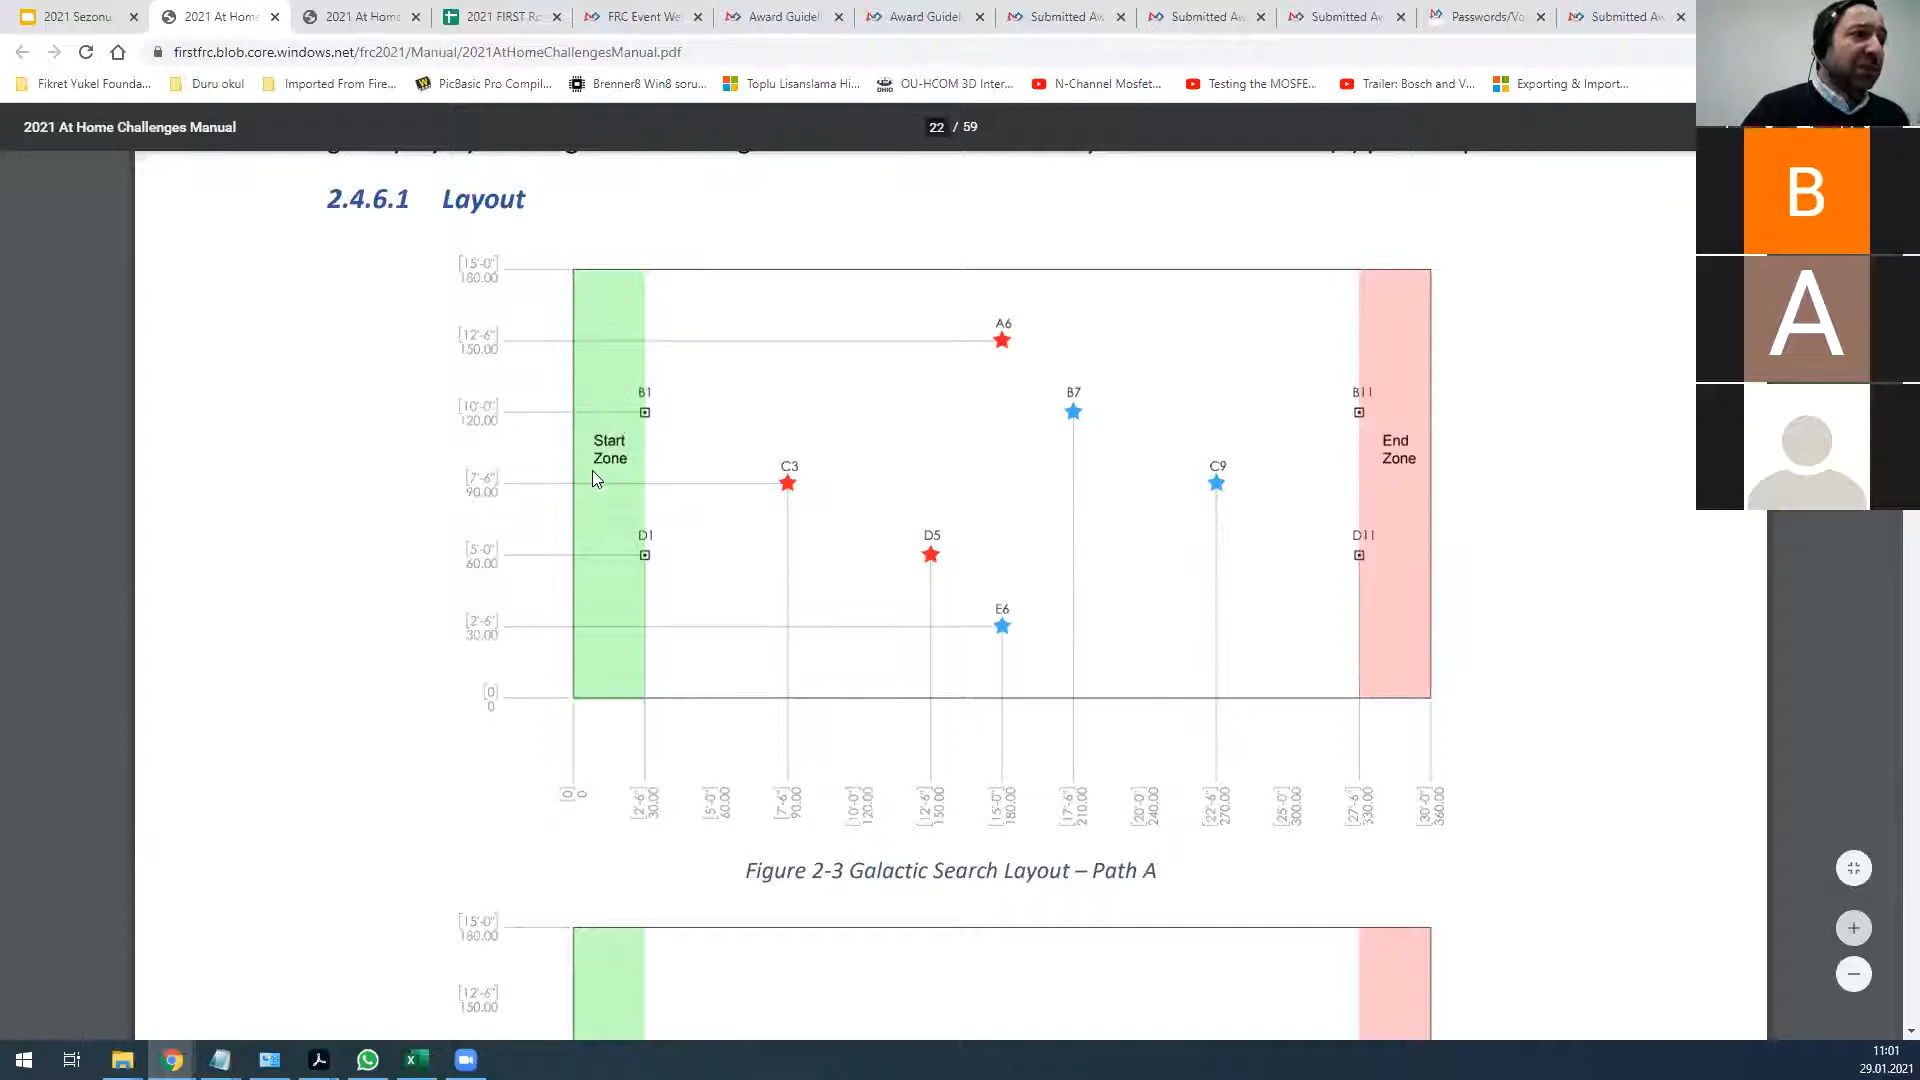 2021 Sezonu
2021 At Home
2021 At Home
2021 FIRST Ro
FRC Event We
Award Guideli
Award Guideli
Submitted Aw
Submitted Aw
Submitted Aw
Passwords/Vo
Submitted Aw
firstfrc.blob.core.windows.net/frc2021/Manual/2021AtHomeChallengesManual.pdf
Fikret Yukel Founda...
Duru okul
Imported From Fire...
PicBasic Pro Compil...
Brenner8 Win8 soru...
Toplu Lisanslama Hi...
OU-HCOM 3D Inter...
N-Channel Mosfet...
Testing the MOSFE...
Trailer: Bosch and V...
Exporting & Import...
2021 At Home Challenges Manual
22 / 59
B
A
2.4.6.1 Layout
[15'-0"]
180.00
[12'-6"]
150.00
[10'-0"]
120.00
[7'-6"]
90.00
[5'-0"]
60.00
[2'-6"]
30.00
[0]
0
A6
B1
B7
B11
Start
Zone
End
Zone
C3
C9
D1
D5
D11
E6
[0]
0
[2'-6"]
30.00
[5'-0"]
60.00
[7'-6"]
90.00
[10'-0"]
120.00
[12'-6"]
150.00
[15'-0"]
180.00
[17'-6"]
210.00
[20'-0"]
240.00
[22'-6"]
270.00
[25'-0"]
300.00
[27'-6"]
330.00
[30'-0"]
360.00
Figure 2-3 Galactic Search Layout – Path A
[15'-0"]
180.00
[12'-6"]
150.00
11:01
29.01.2021